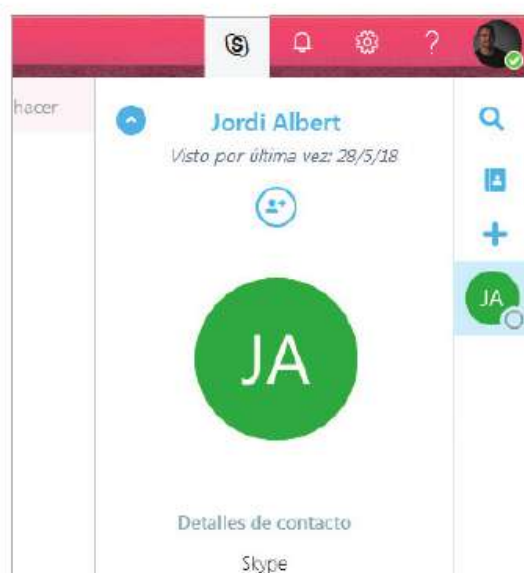 hacer
Jordi Albert
Visto por última vez: 28/5/18
JA
JA
Detalles de contacto
Skype